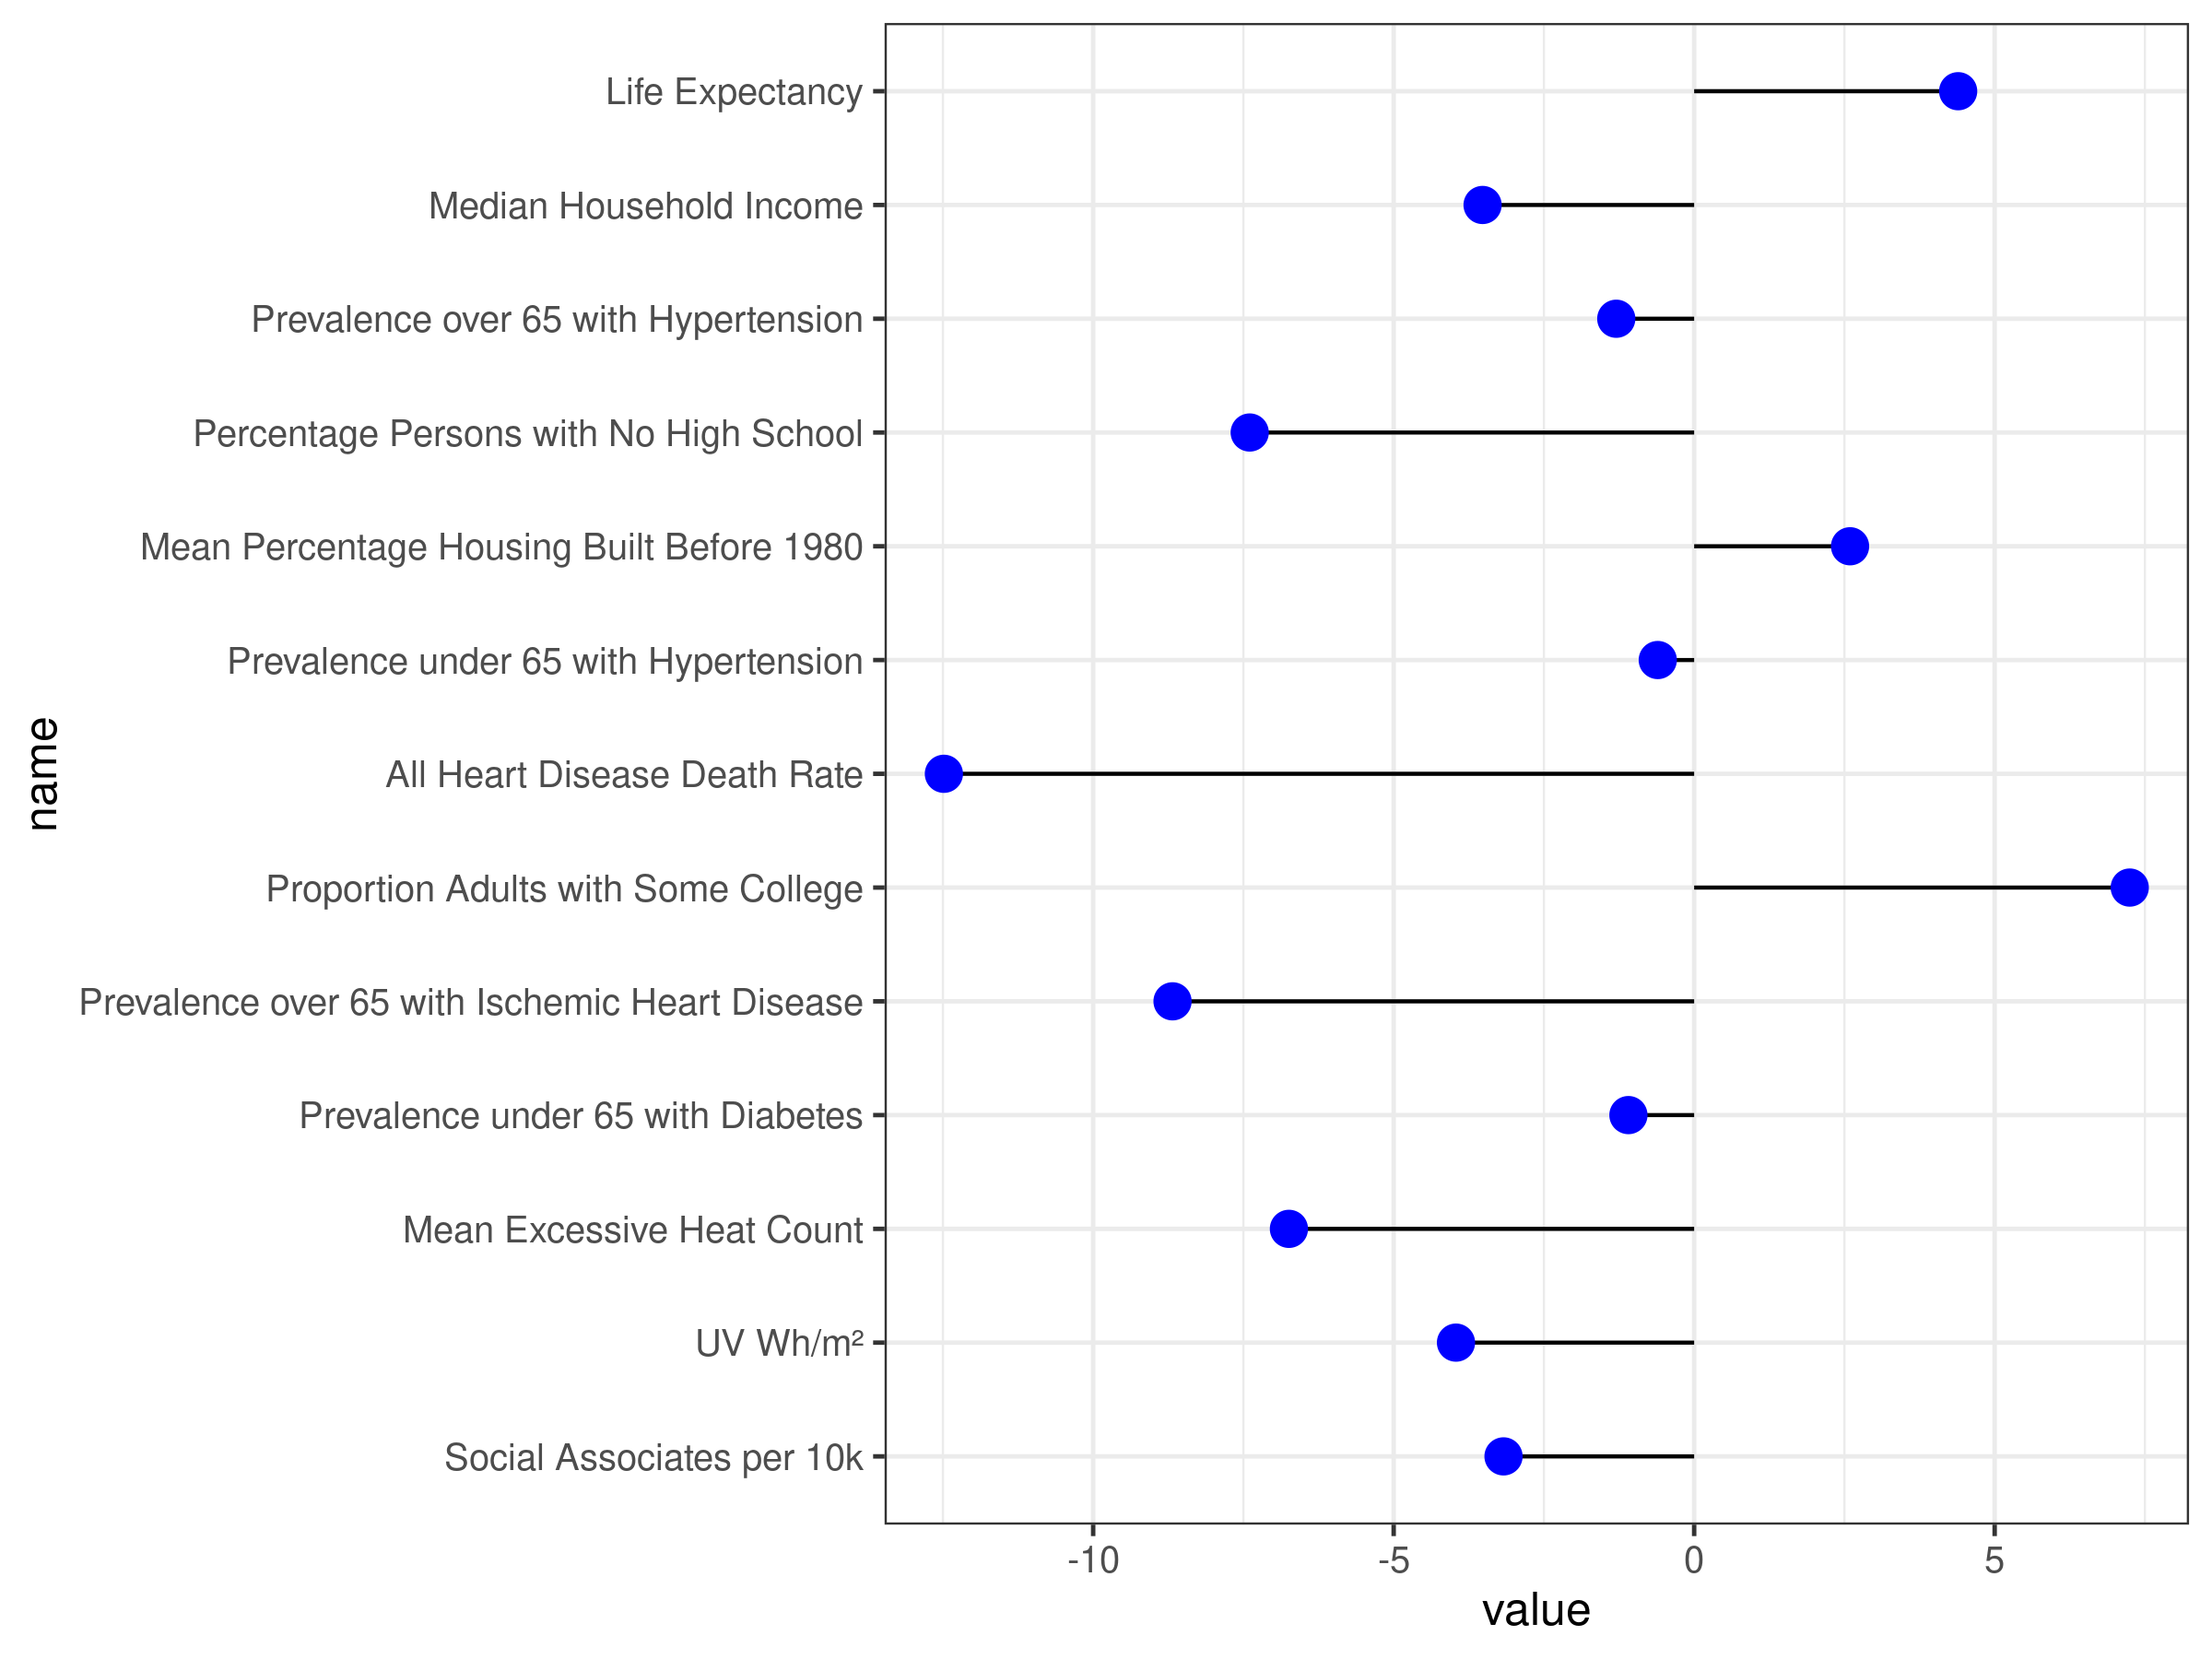 Life Expectancy
Median Household Income
Prevalence over 65 with Hypertension
Percentage Persons with No High School
Mean Percentage Housing Built Before 1980
Prevalence under 65 with Hypertension
All Heart Disease Death Rate
Proportion Adults with Some College
Prevalence over 65 with Ischemic Heart Disease
Prevalence under 65 with Diabetes
Mean Excessive Heat Count
UV Wh/m²
Social Associates per 10k
name
-10 -5 0 5
value